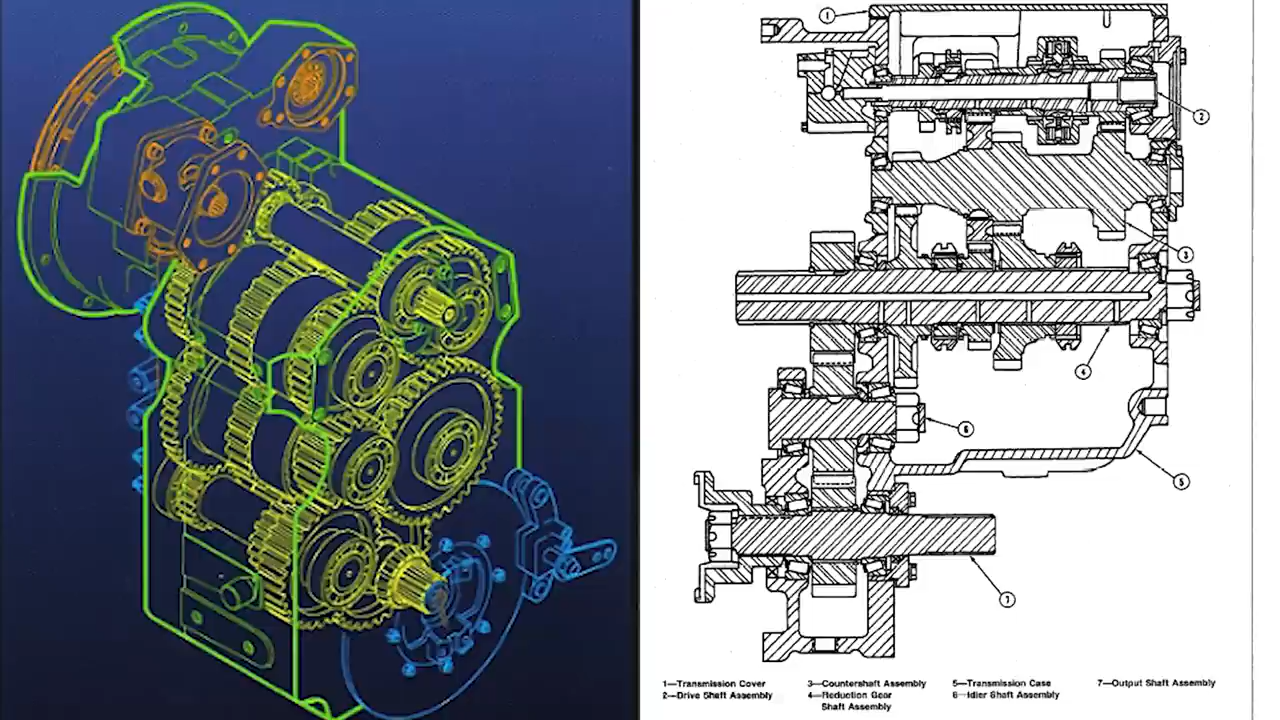 1
2
3
4
6
5
7
1—Transmission Cover
2—Drive Shaft Assembly
3—Countershaft Assembly
4—Reduction Gear
Shaft Assembly
5—Transmission Case
6—Idler Shaft Assembly
7—Output Shaft Assembly